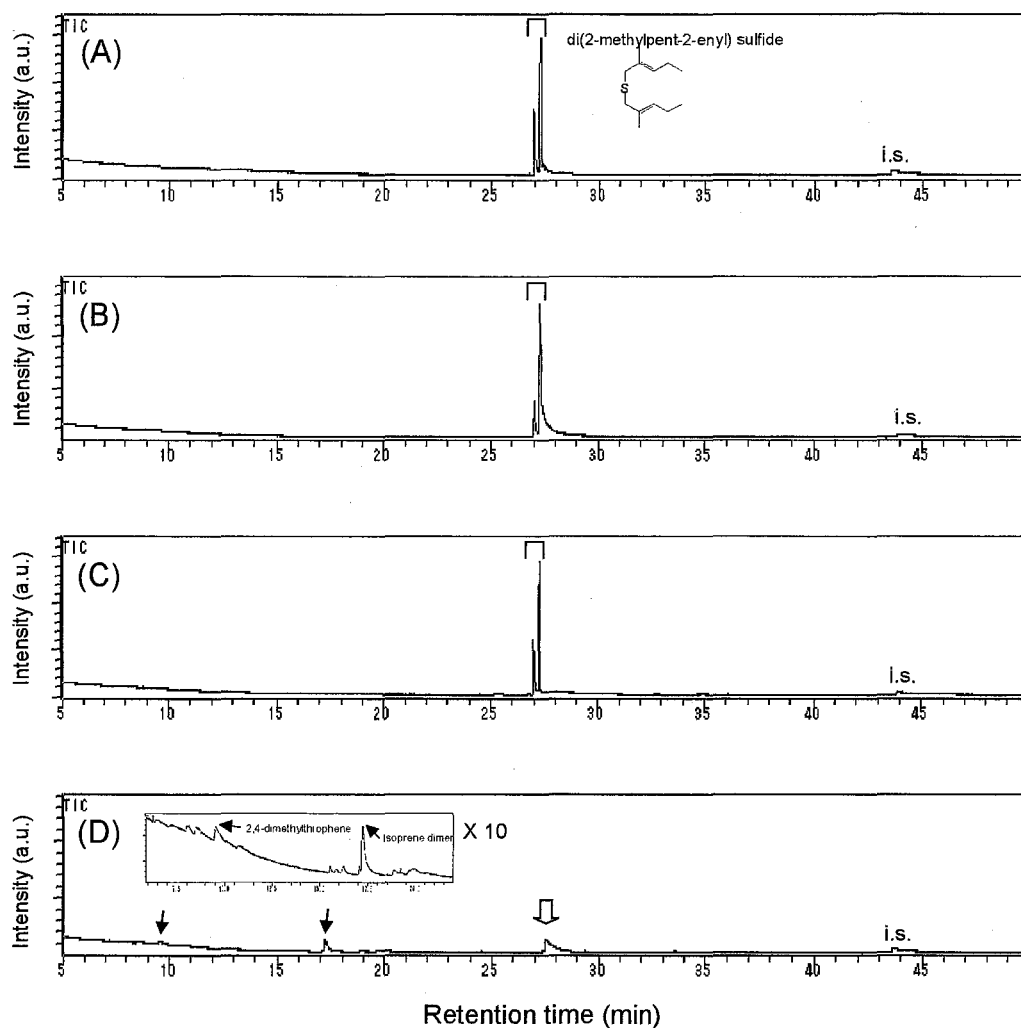 TIC
(A)
di(2-methylpent-2-enyl) sulfide
S
i.s.
Intensity (a.u.)
5 10 15 20 25 30 35 40 45
TIC
(B)
i.s.
Intensity (a.u.)
5 10 15 20 25 30 35 40 45
TIC
(C)
i.s.
Intensity (a.u.)
5 10 15 20 25 30 35 40 45
TIC
(D)
2,4-dimethylthiophene
Isoprene dimer
X 10
i.s.
Intensity (a.u.)
5 10 15 20 25 30 35 40 45
Retention time (min)